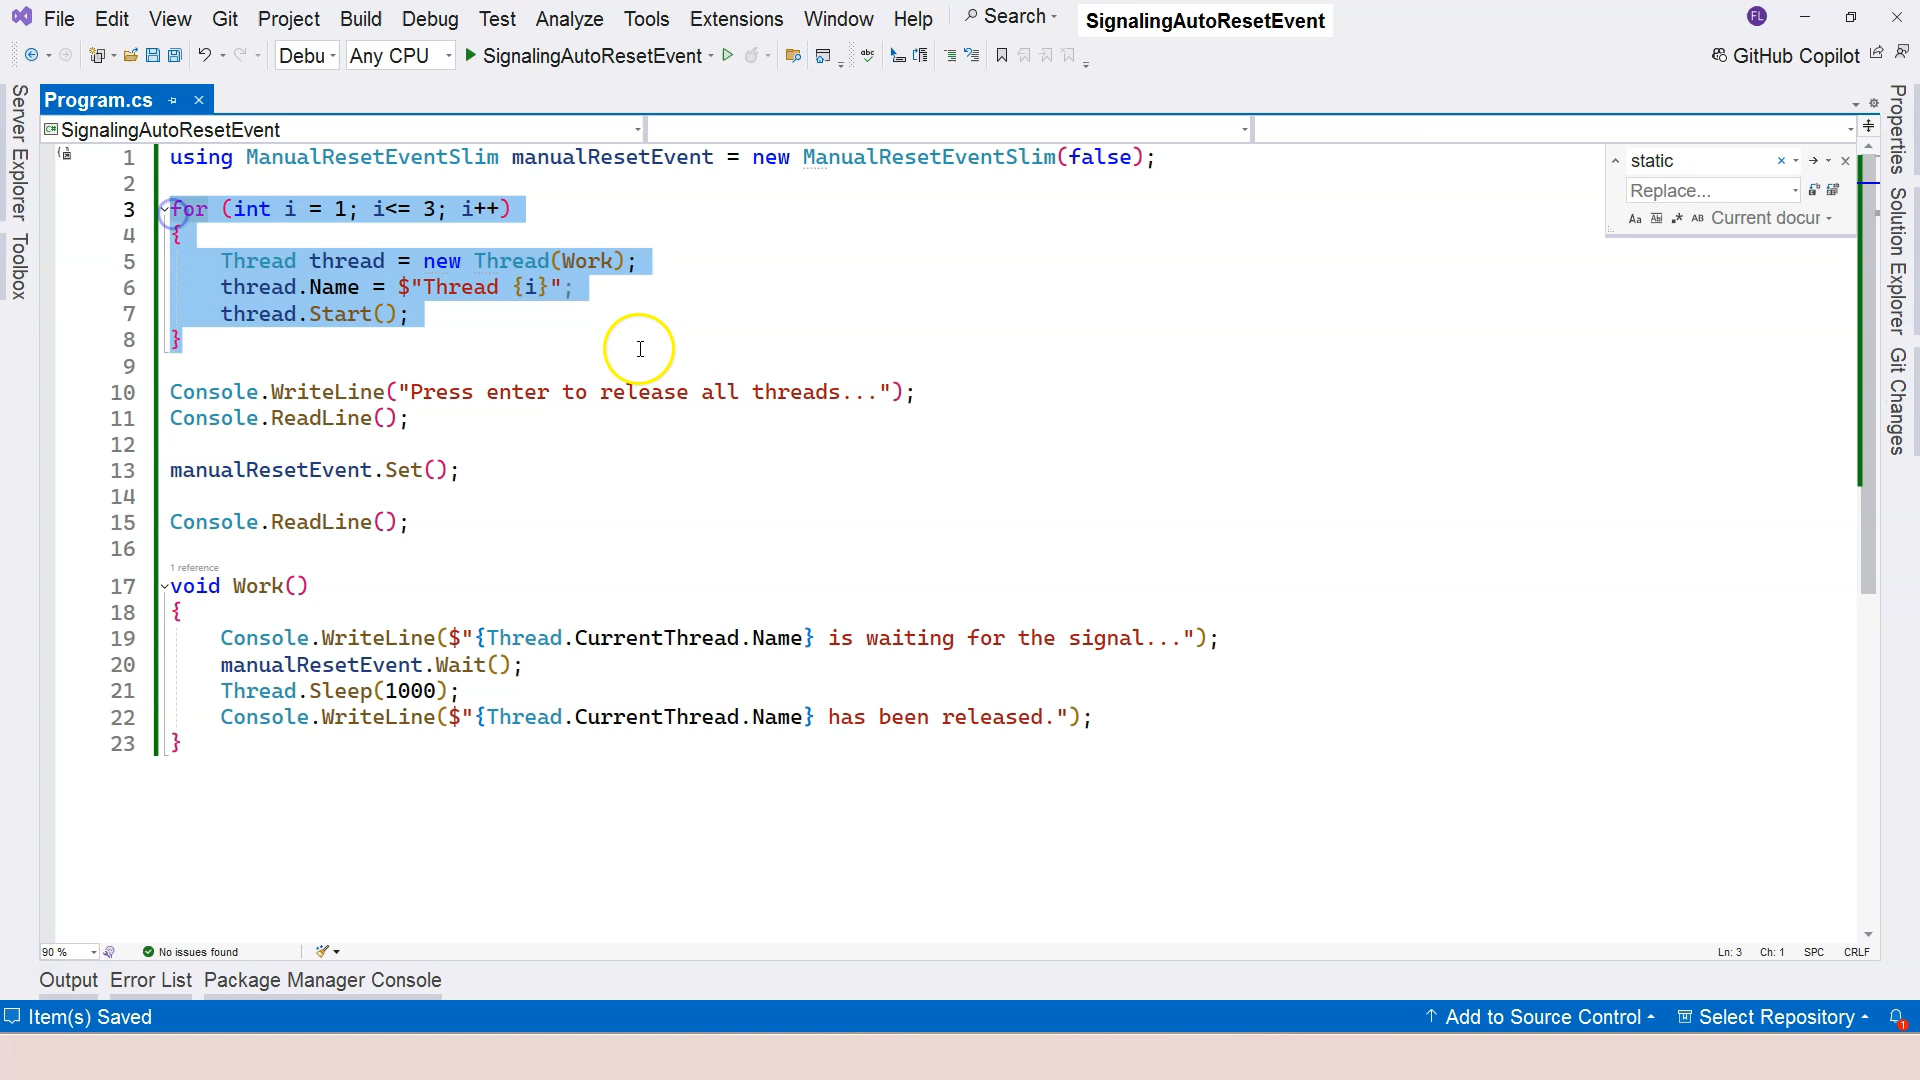 File Edit View Git Project Build Debug Test Analyze Tools Extensions Window Help Search SignalingAutoResetEvent FL
Debu Any CPU SignalingAutoResetEvent abc GitHub Copilot
Server Explorer
Toolbox
Program.cs
SignalingAutoResetEvent
1 using ManualResetEventSlim manualResetEvent = new ManualResetEventSlim(false);
2
3 for (int i = 1; i<= 3; i++)
4 {
5 Thread thread = new Thread(Work);
6 thread.Name = $"Thread {i}";
7 thread.Start();
8 }
9
10 Console.WriteLine("Press enter to release all threads...");
11 Console.ReadLine();
12
13 manualResetEvent.Set();
14
15 Console.ReadLine();
16
1 reference
17 void Work()
18 {
19 Console.WriteLine($"{Thread.CurrentThread.Name} is waiting for the signal...");
20 manualResetEvent.Wait();
21 Thread.Sleep(1000);
22 Console.WriteLine($"{Thread.CurrentThread.Name} has been released.");
23 }
static
Replace...
Aa Ab .* AB Current docur
Properties
Solution Explorer
Git Changes
90 % No issues found Ln: 3 Ch: 1 SPC CRLF
Output Error List Package Manager Console
Item(s) Saved Add to Source Control Select Repository 1